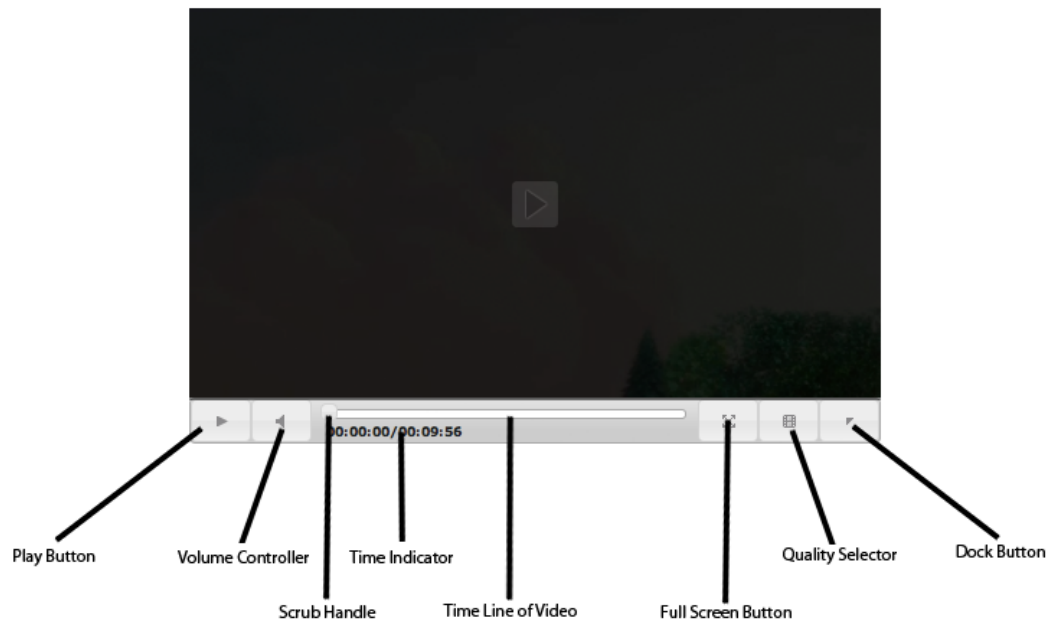 00:00:00/00:09:56
Play Button
Volume Controller
Time Indicator
Quality Selector
Dock Button
Scrub Handle
Time Line of Video
Full Screen Button